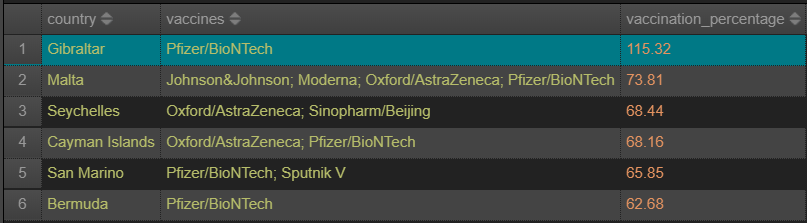 country vaccines vaccination_percentage
1 Gibraltar Pfizer/BioNTech 115.32
2 Malta Johnson&Johnson; Moderna; Oxford/AstraZeneca; Pfizer/BioNTech 73.81
3 Seychelles Oxford/AstraZeneca; Sinopharm/Beijing 68.44
4 Cayman Islands Oxford/AstraZeneca; Pfizer/BioNTech 68.16
5 San Marino Pfizer/BioNTech; Sputnik V 65.85
6 Bermuda Pfizer/BioNTech 62.68